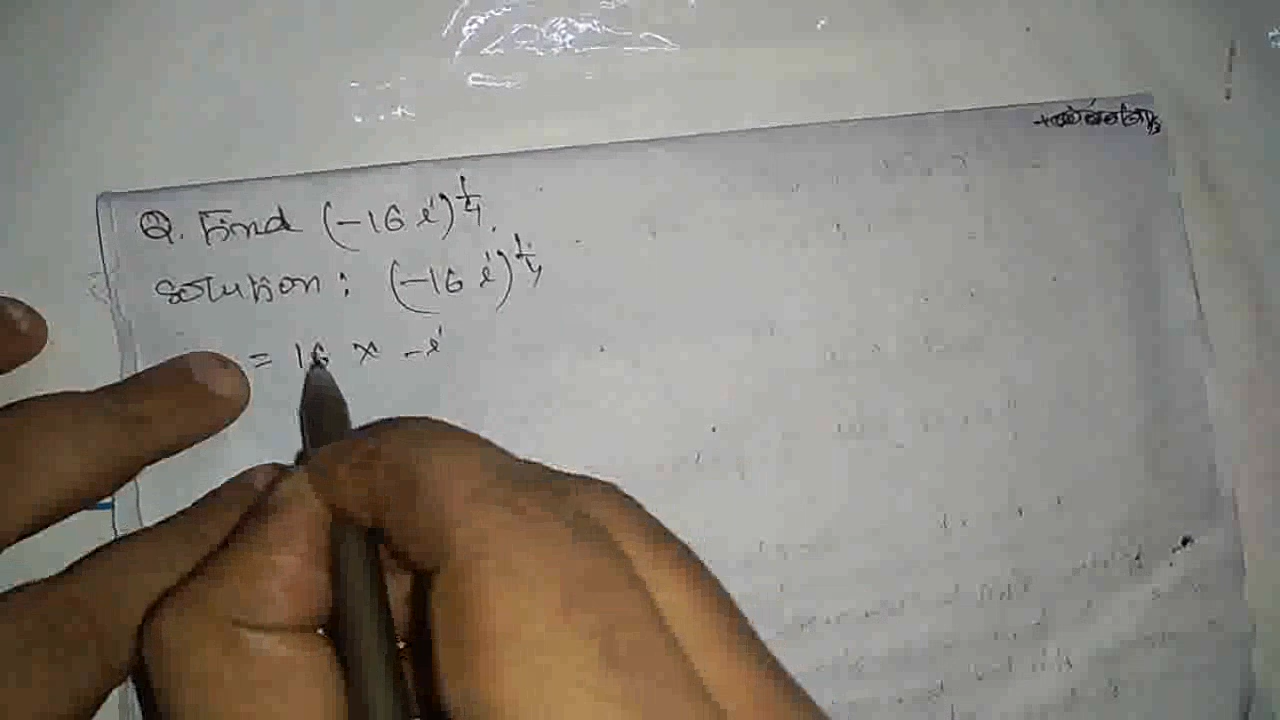 Q. Find (-16 i)^1/4.
Solution: (-16 i)^1/4
= 16 x -i